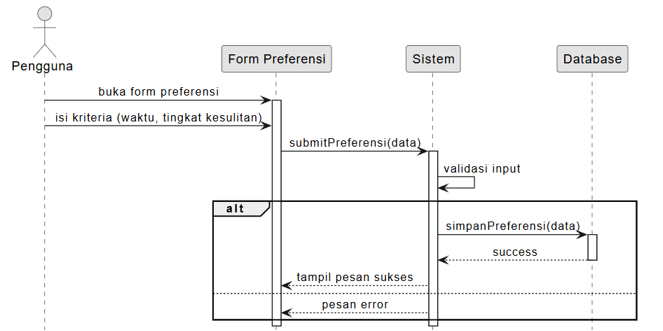 Pengguna
Form Preferensi
Sistem
Database
buka form preferensi
isi kriteria (waktu, tingkat kesulitan)
submitPreferensi(data)
validasi input
alt
simpanPreferensi(data)
success
tampil pesan sukses
pesan error